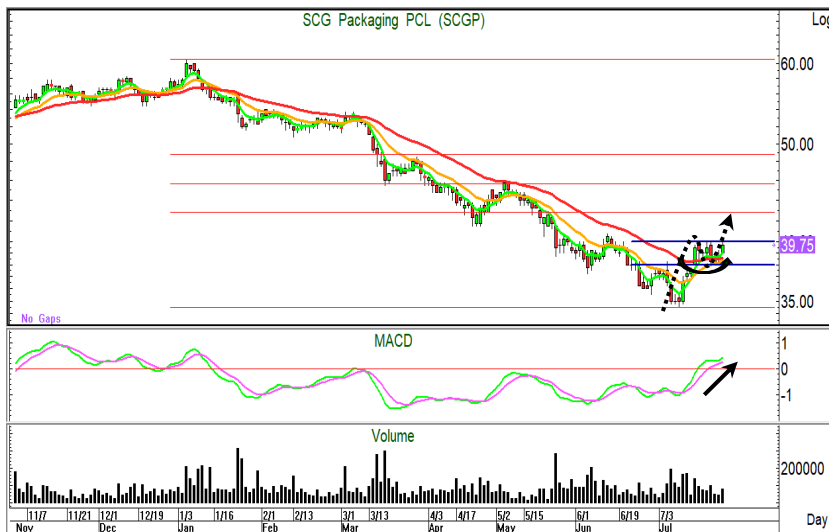 SCG Packaging PCL (SCGP)
Log
60.00
50.00
39.75
35.00
No Gaps
MACD
1
0
-1
Volume
200000
11/7 11/21 12/19 1/3 1/16 2/1 2/13 3/1 3/13 4/3 4/17 5/2 5/15 6/1 6/19 7/3
Nov Dec Jan Feb Mar Apr May Jun Jul
Day